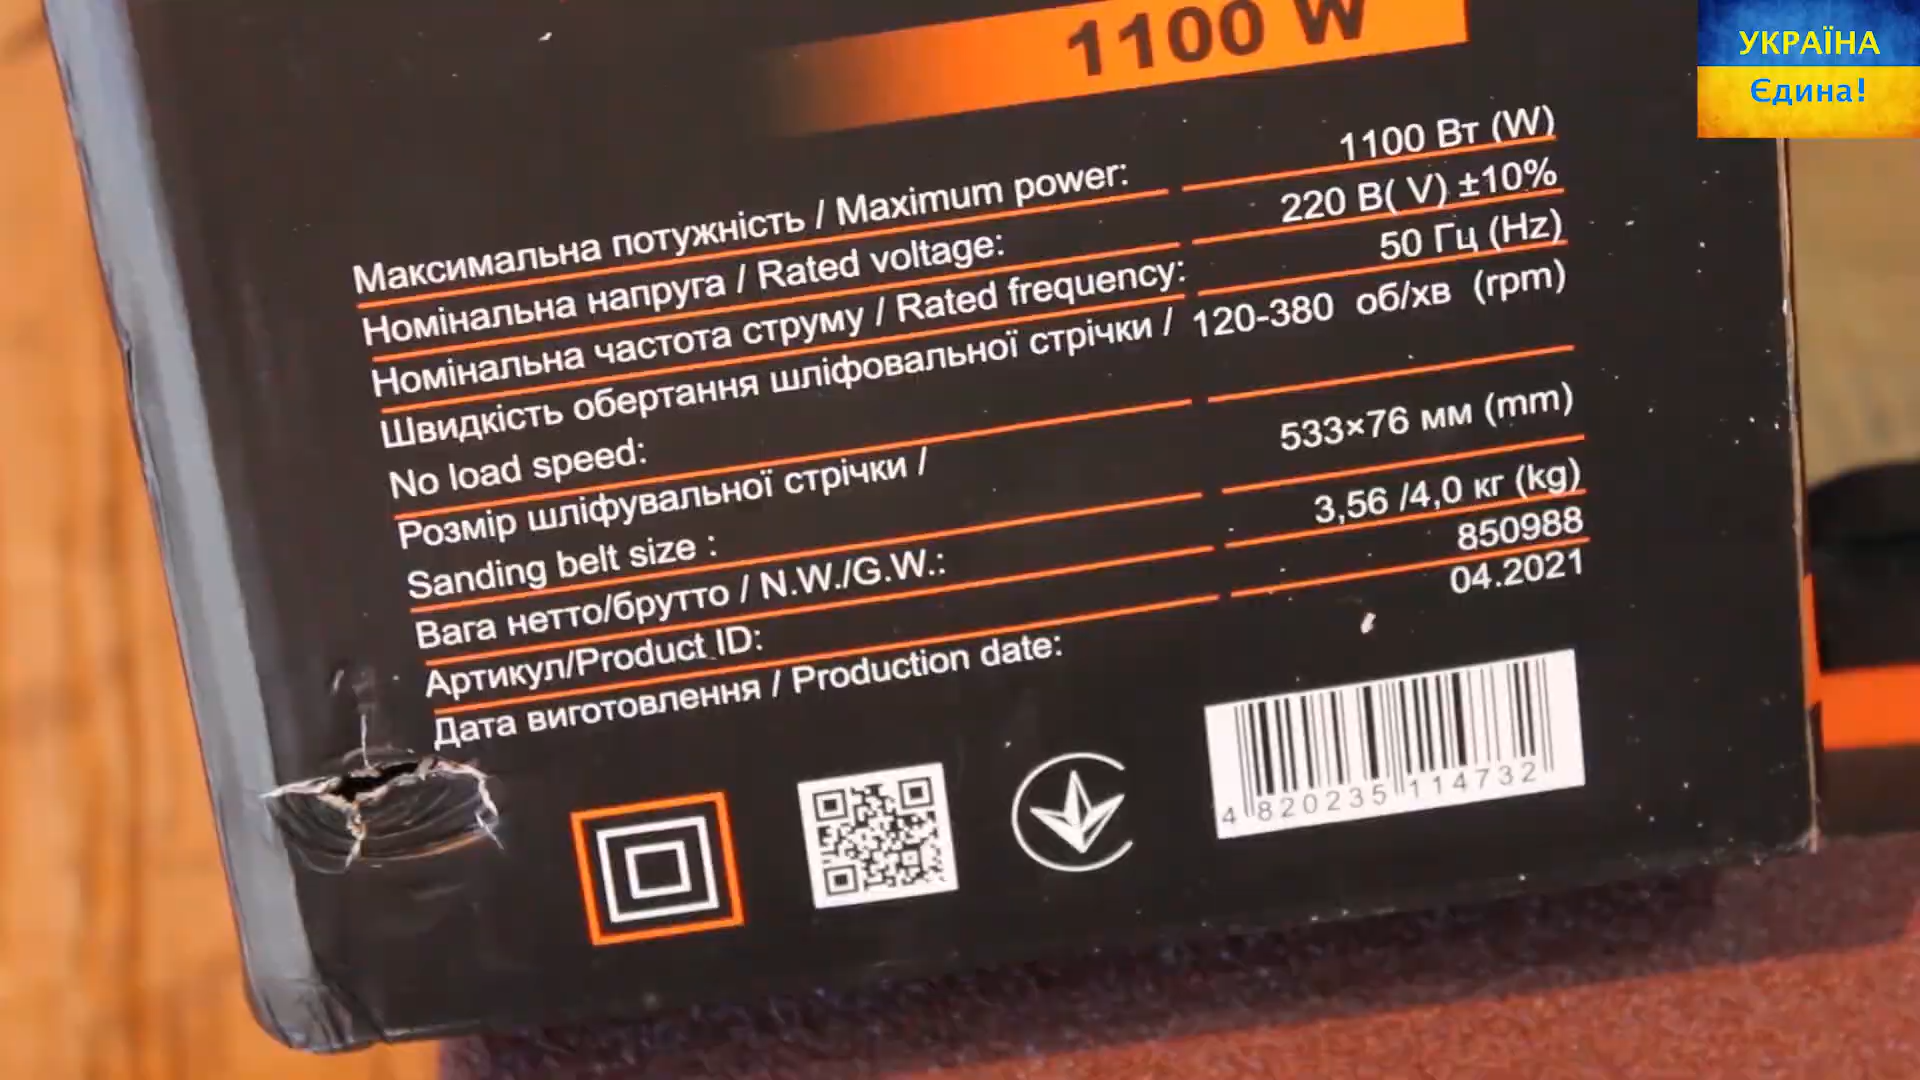 1100 W
УКРАЇНА
Єдина!
Максимальна потужність / Maximum power: 1100 Вт (W)
Номінальна напруга / Rated voltage: 220 В( V) ±10%
Номінальна частота струму / Rated frequency: 50 Гц (Hz)
Швидкість обертання шліфовальної стрічки / 120-380 об/хв (rpm)
No load speed:
Розмір шліфувальної стрічки / 533×76 мм (mm)
Sanding belt size :
Вага нетто/брутто / N.W./G.W.: 3,56 /4,0 кг (kg)
Артикул/Product ID: 850988
Дата виготовлення / Production date: 04.2021
4 820235 114732